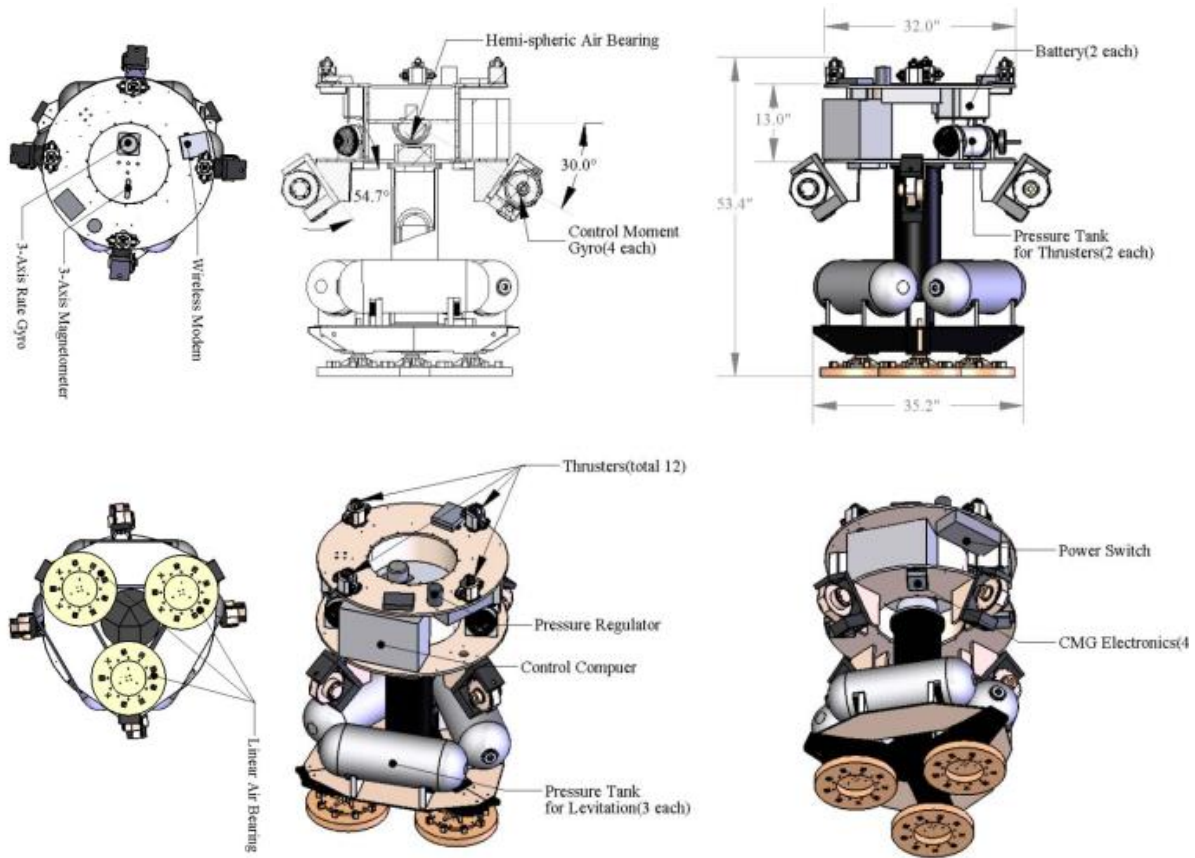 Hemi-spheric Air Bearing
54.7°
30.0°
Control Moment
Gyro(4 each)
3-Axis Rate Gyro
3-Axis Magnetometer
Wireless Modem
32.0"
Battery(2 each)
13.0"
53.4"
Pressure Tank
for Thrusters(2 each)
35.2"
Linear Air Bearing
Thrusters(total 12)
Pressure Regulator
Control Compuer
Pressure Tank
for Levitation(3 each)
Power Switch
CMG Electronics(4